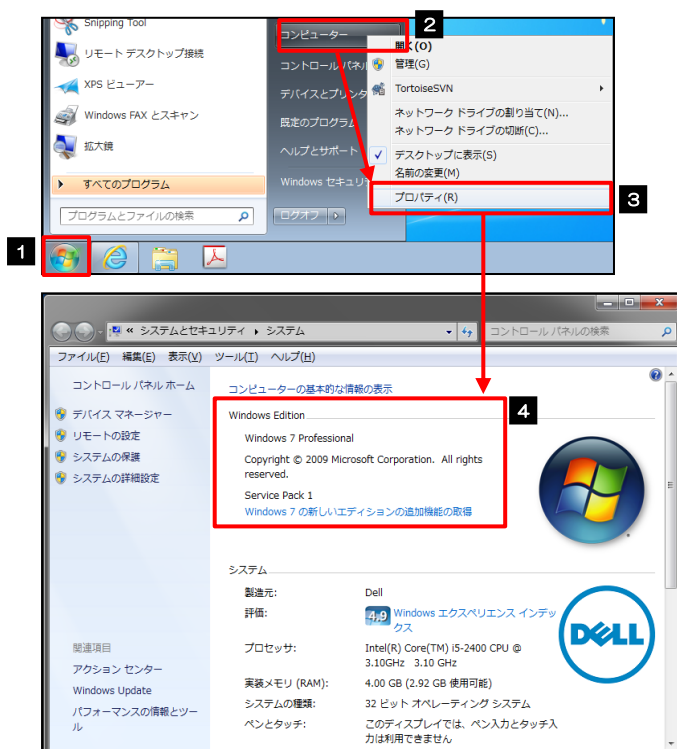 Snipping Tool
リモート デスクトップ接続
XPS ビューアー
Windows FAX とスキャン
拡大鏡
すべてのプログラム
プログラムとファイルの検索
コンピューター
コントロール パネル
デバイスとプリンタ
既定のプログラム
ヘルプとサポート
Windows セキュリテ
ログオフ
2
開く(O)
管理(G)
TortoiseSVN
ネットワーク ドライブの割り当て(N)...
ネットワーク ドライブの切断(C)...
デスクトップに表示(S)
名前の変更(M)
プロパティ(R)
3
1
« システムとセキュリティ
システム
コントロール パネルの検索
ファイル(F) 編集(E) 表示(V) ツール(T) ヘルプ(H)
コントロール パネル ホーム
デバイス マネージャー
リモートの設定
システムの保護
システムの詳細設定
関連項目
アクション センター
Windows Update
パフォーマンスの情報とツー
ル
コンピューターの基本的な情報の表示
Windows Edition
4
Windows 7 Professional
Copyright © 2009 Microsoft Corporation. All rights
reserved.
Service Pack 1
Windows 7 の新しいエディションの追加機能の取得
システム
製造元: Dell
評価: 4.9 Windows エクスペリエンス インデッ
クス
プロセッサ: Intel(R) Core(TM) i5-2400 CPU @
3.10GHz 3.10 GHz
実装メモリ (RAM): 4.00 GB (2.92 GB 使用可能)
システムの種類: 32 ビット オペレーティング システム
ペンとタッチ: このディスプレイでは、ペン入力とタッチ入
力は利用できません
DELL